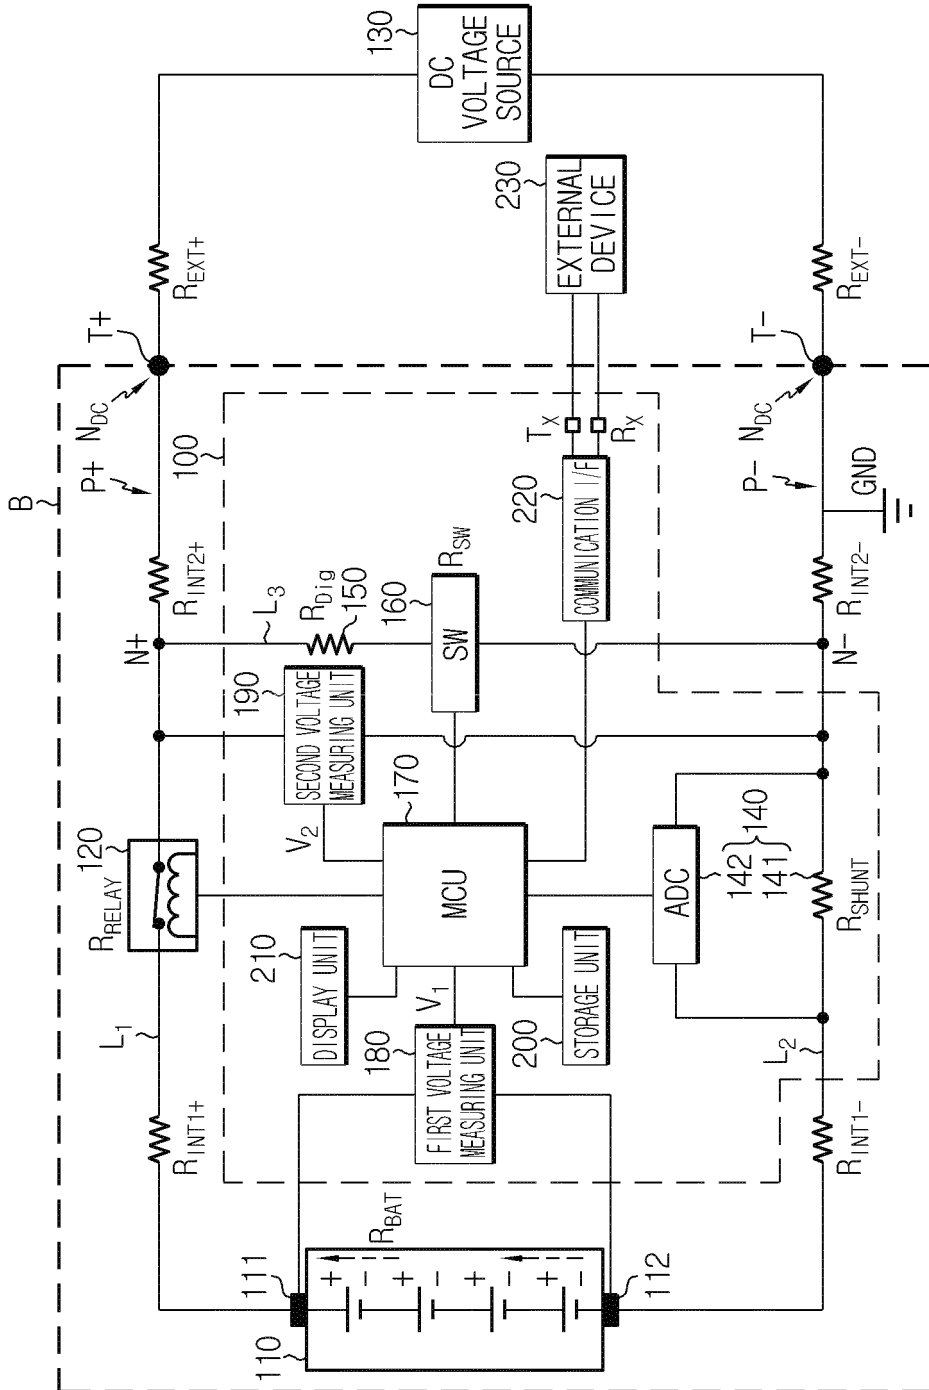 B
110
111
112
R_BAT
+
−
+
−
+
−
+
−
R_INT1+
L_1
R_RELAY
120
N+
R_INT2+
P+
N_DC
T+
R_EXT+
130
DC
VOLTAGE
SOURCE
100
180
FIRST VOLTAGE
MEASURING UNIT
V_1
210
DISPLAY UNIT
200
STORAGE UNIT
170
MCU
V_2
190
SECOND VOLTAGE
MEASURING UNIT
L_3
R_Dig
150
160
SW
R_SW
220
COMMUNICATION I/F
T_X
R_X
230
EXTERNAL
DEVICE
ADC
142
141
140
R_INT1−
L_2
R_SHUNT
N−
R_INT2−
GND
P−
N_DC
T−
R_EXT−